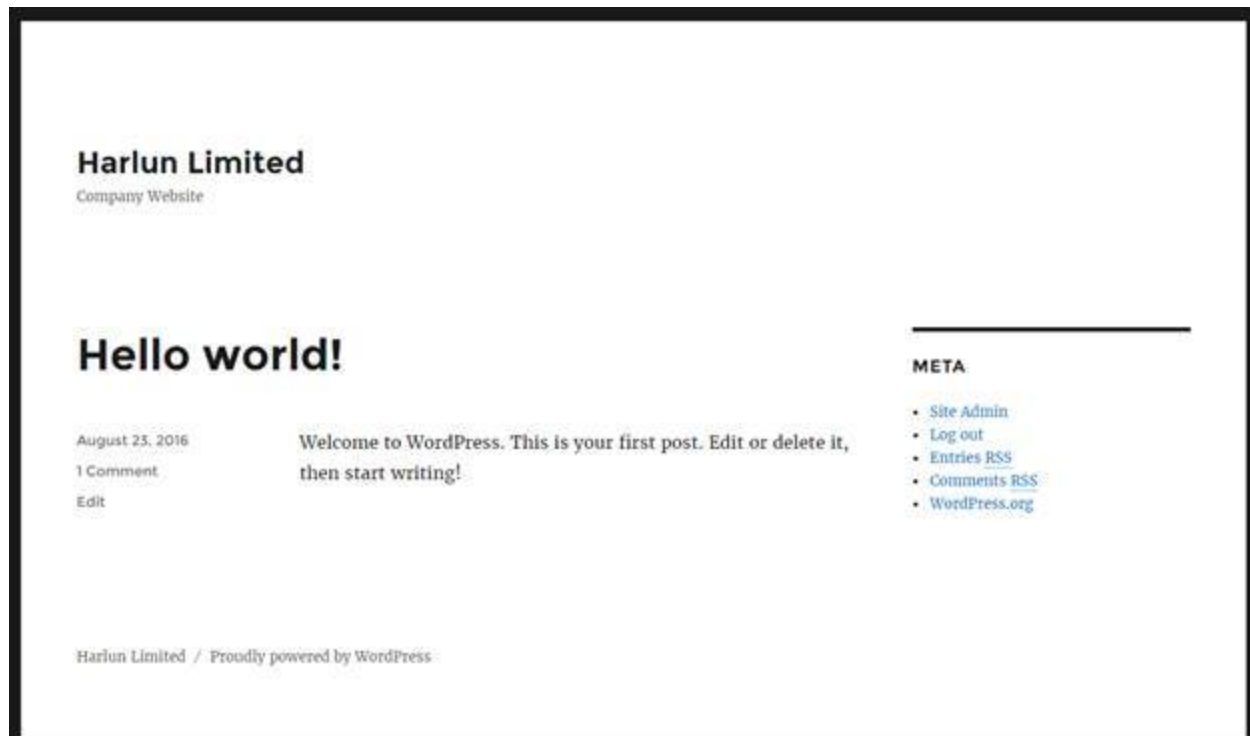 Harlun Limited
Company Website
Hello world!
August 23, 2016
1 Comment
Edit
Welcome to WordPress. This is your first post. Edit or delete it,
then start writing!
META
Site Admin
Log out
Entries RSS
Comments RSS
WordPress.org
Harlun Limited / Proudly powered by WordPress